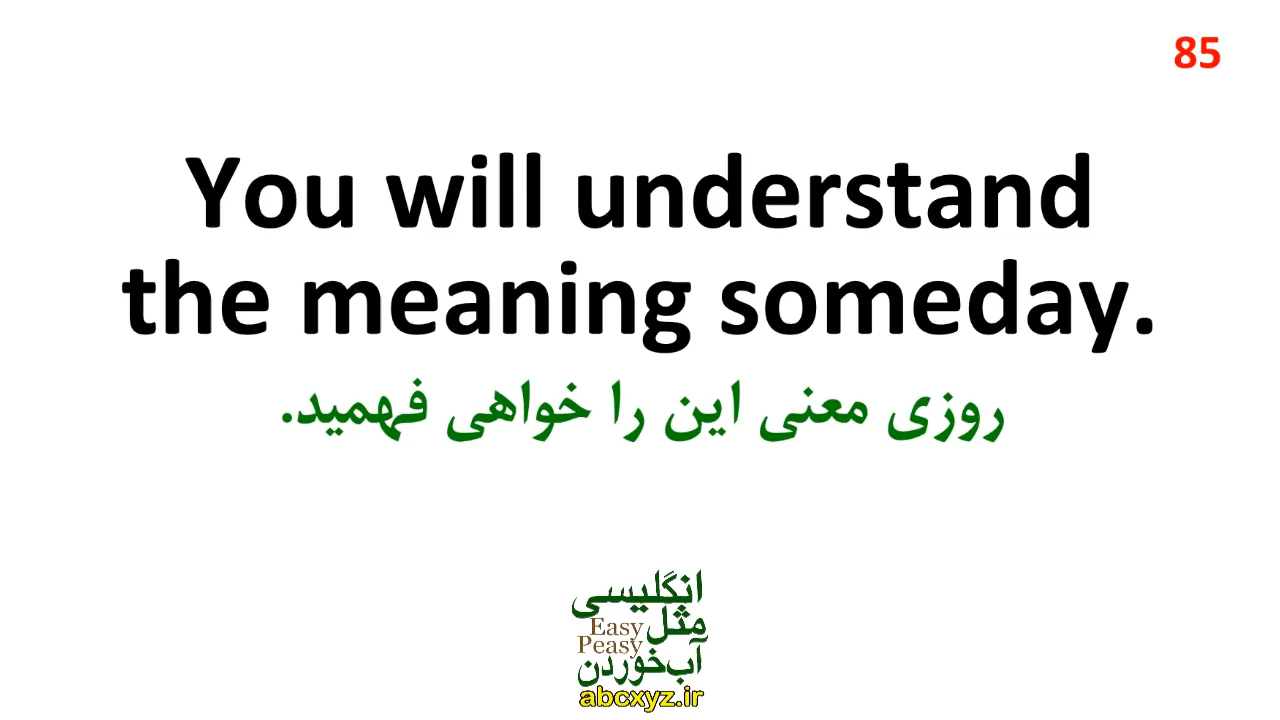 85
You will understand
the meaning someday.
روزی معنی این را خواهی فهمید.
انگلیسی
مثل Easy
Peasy
آب‌خوردن
abcxyz.ir